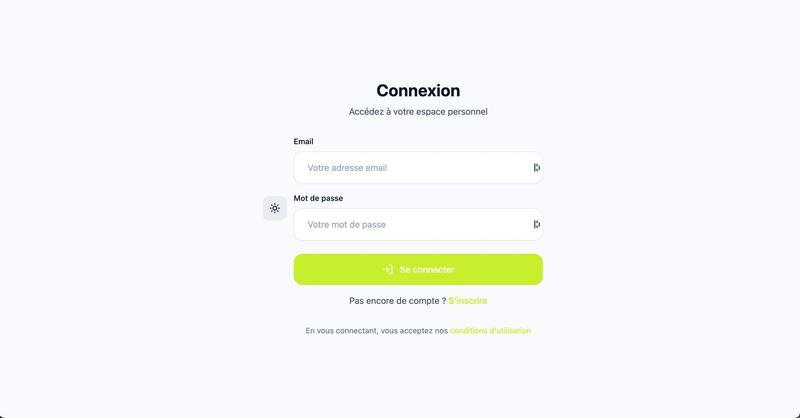 Connexion
Accédez à votre espace personnel
Email
Votre adresse email
Mot de passe
Votre mot de passe
Se connecter
Pas encore de compte ? S'inscrire
En vous connectant, vous acceptez nos conditions d'utilisation